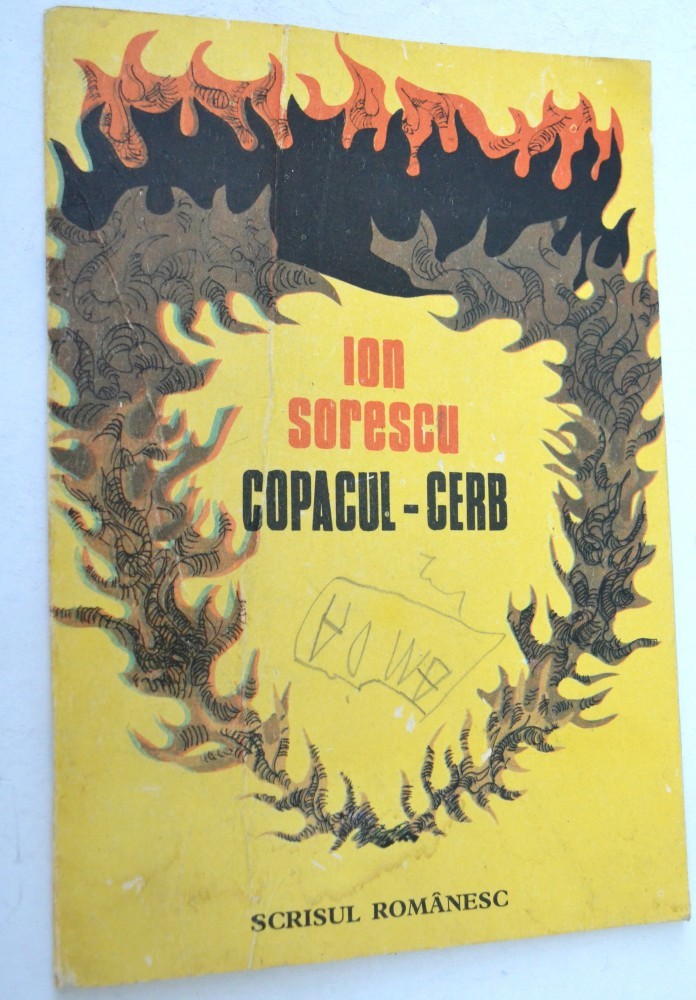 Ion
Sorescu
COPACUL - CERB
SCRISUL ROMÂNESC